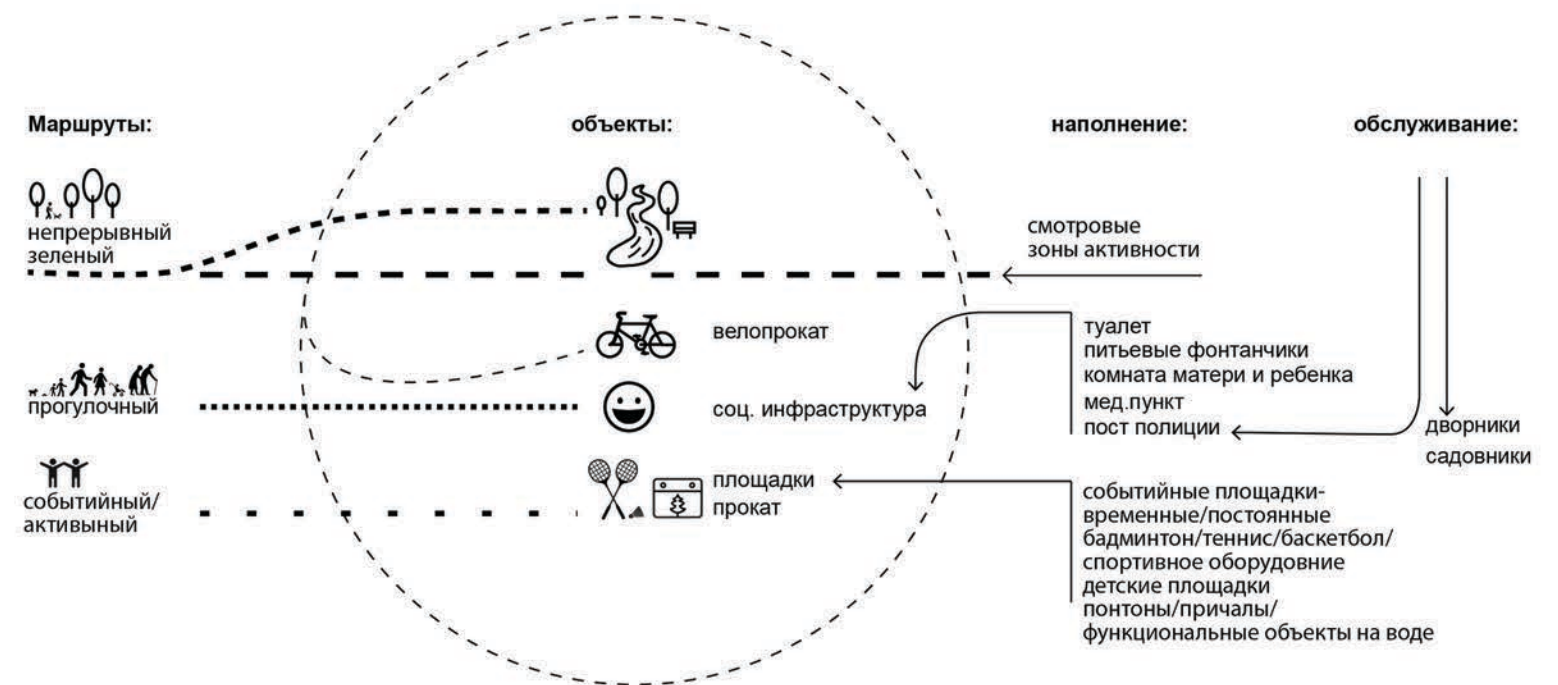 Маршруты:
объекты:
наполнение:
обслуживание:
непрерывный
зеленый
смотровые
зоны активности
велопрокат
туалет
питьевые фонтанчики
комната матери и ребенка
мед.пункт
пост полиции
прогулочный
соц. инфраструктура
дворники
садовники
событийный/
активыный
площадки
прокат
событийные площадки-
временные/постоянные
бадминтон/теннис/баскетбол/
спортивное оборудовние
детские площадки
понтоны/причалы/
функциональные объекты на воде